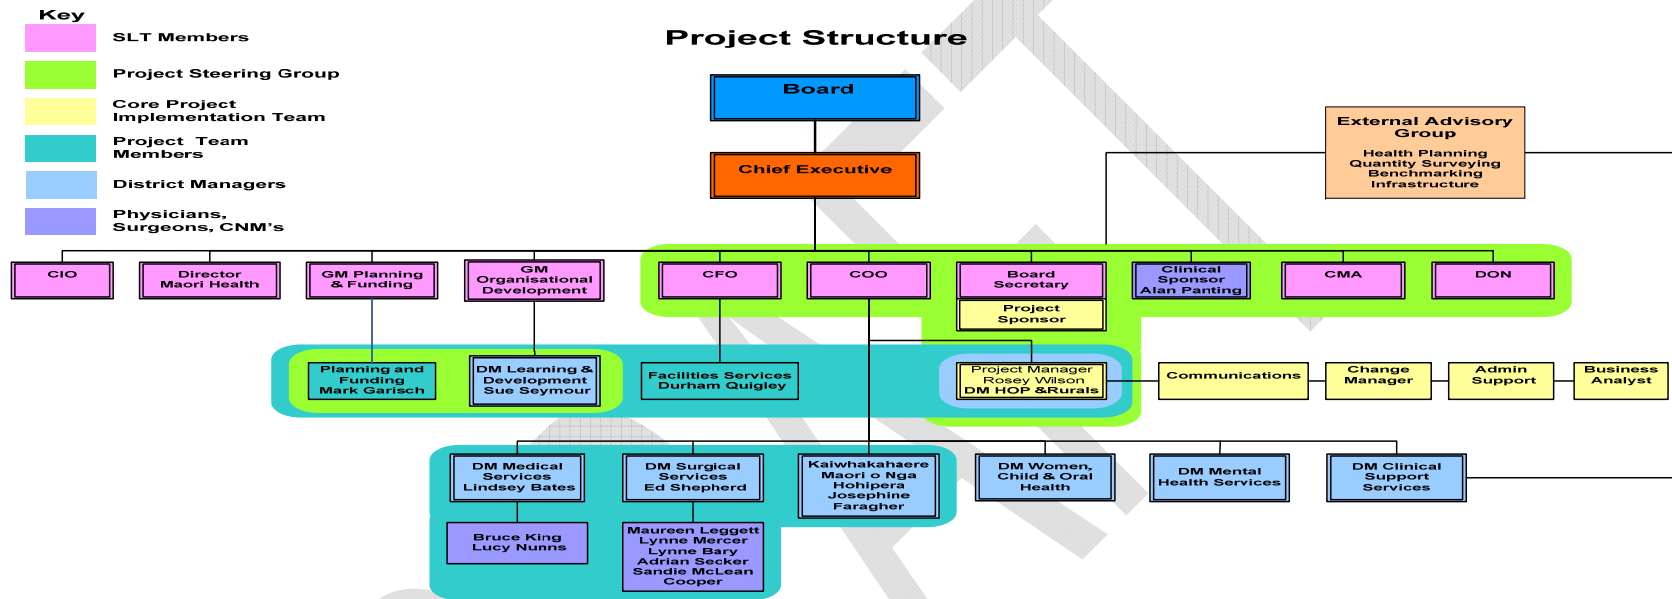 Key
SLT Members
Project Steering Group
Core Project
Implementation Team
Project Team
Members
District Managers
Physicians,
Surgeons, CNM's
Project Structure
Board
Chief Executive
External Advisory
Group
Health Planning
Quantity Surveying
Benchmarking
Infrastructure
CIO
Director
Maori Health
GM Planning
& Funding
GM
Organisational
Development
CFO
COO
Board
Secretary
Project
Sponsor
Clinical
Sponsor
Alan Panting
CMA
DON
Planning and
Funding
Mark Garisch
DM Learning &
Development
Sue Seymour
Facilities Services
Durham Quigley
Project Manager
Rosey Wilson
DM HOP &Rurals
Communications
Change
Manager
Admin
Support
Business
Analyst
DM Medical
Services
Lindsey Bates
DM Surgical
Services
Ed Shepherd
Kaiwhakahaere
Maori o Nga
Hohipera
Josephine
Faragher
DM Women,
Child & Oral
Health
DM Mental
Health Services
DM Clinical
Support
Services
Bruce King
Lucy Nunns
Maureen Leggett
Lynne Mercer
Lynne Bary
Adrian Secker
Sandie McLean
Cooper